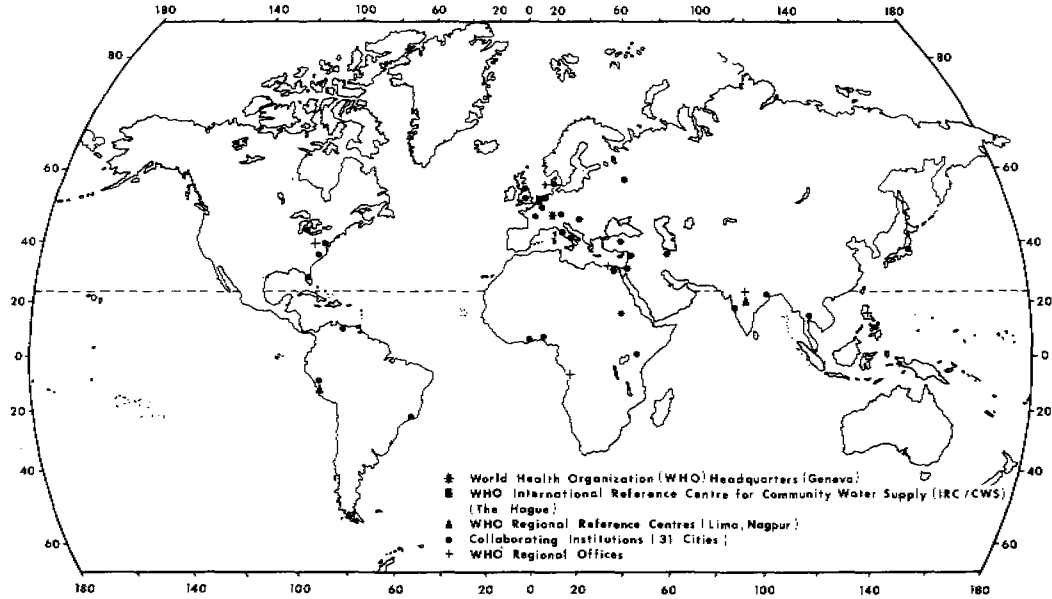 180 140 100 60 20 0 20 60 100 140 180
80 80
60 60
40 40
20 20
0 0
20 20
40 40
60 60
World Health Organization (WHO) Headquarters (Geneva)
WHO International Reference Centre for Community Water Supply (IRC/CWS)
(The Hague)
WHO Regional Reference Centres (Lima, Nagpur)
Collaborating Institutions (31 Cities)
WHO Regional Offices
180 140 100 60 20 0 20 60 100 140 180